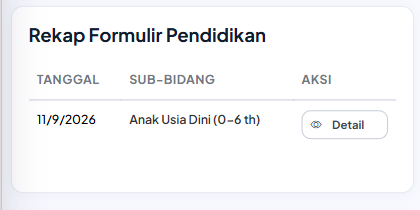 Rekap Formulir Pendidikan
TANGGAL SUB-BIDANG AKSI
11/9/2026 Anak Usia Dini (0–6 th) Detail